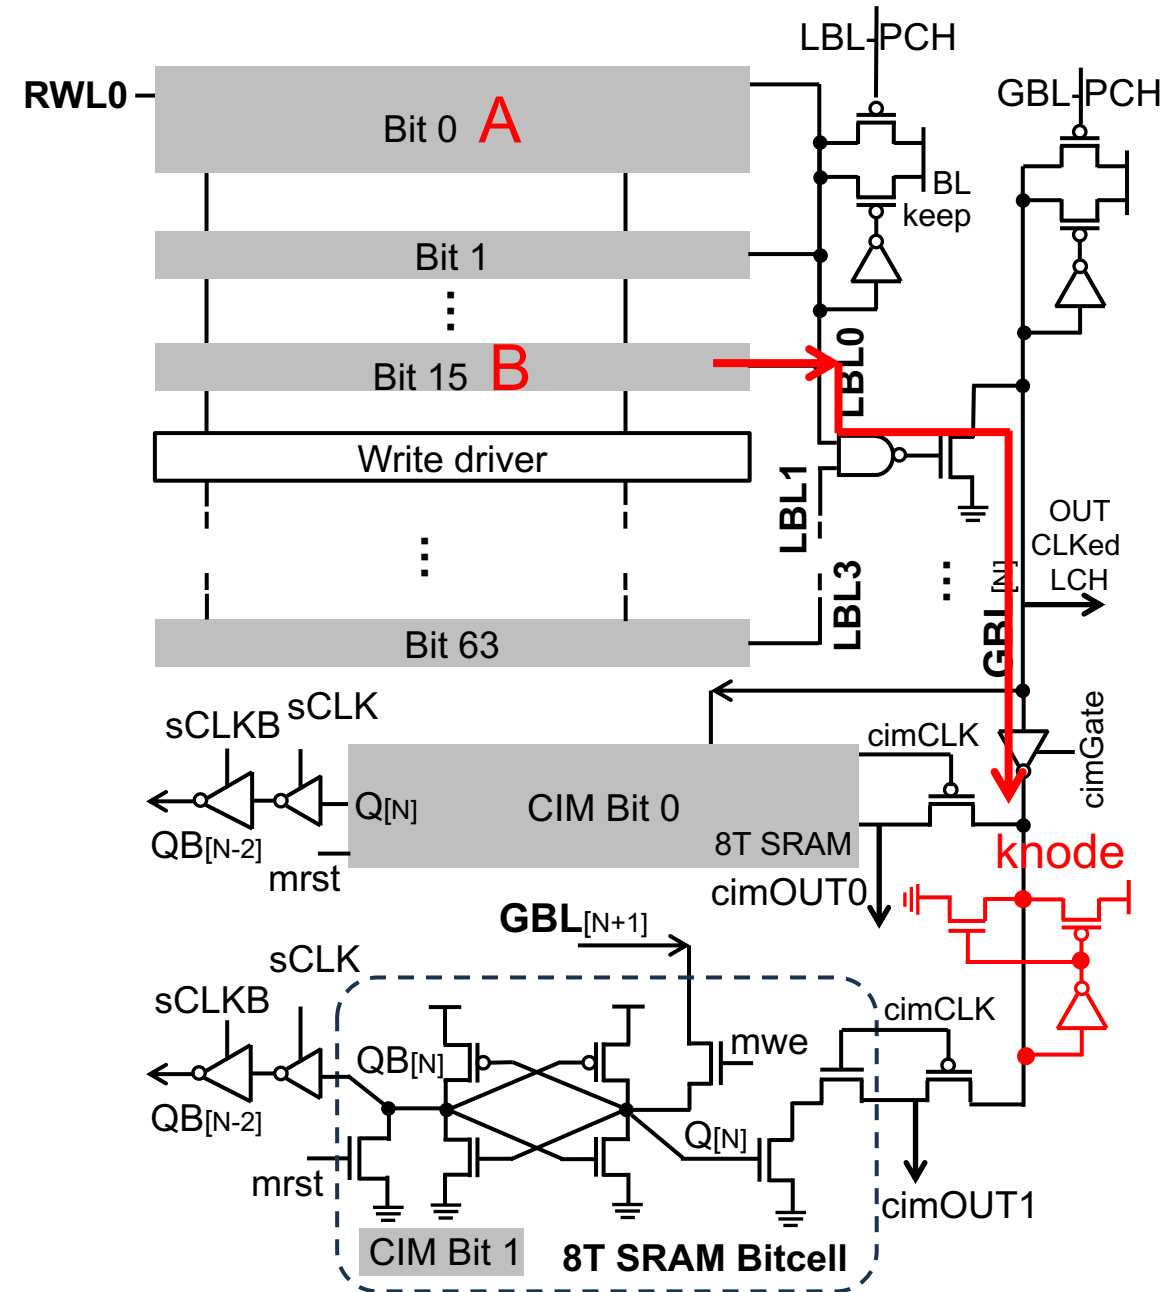 LBL-PCH
GBL-PCH
RWL0
Bit 0 A
BL
keep
Bit 1
⋮
Bit 15 B
LBL0
Write driver
LBL1
OUT
CLKed
LCH
⋮
⋮
LBL3
GBL[N]
Bit 63
sCLK
sCLKB
cimCLK
cimGate
Q[N]
CIM Bit 0
QB[N-2]
8T SRAM
mrst
cimOUT0
knode
GBL[N+1]
sCLK
sCLKB
cimCLK
QB[N]
mwe
QB[N-2]
Q[N]
mrst
cimOUT1
CIM Bit 1
8T SRAM Bitcell